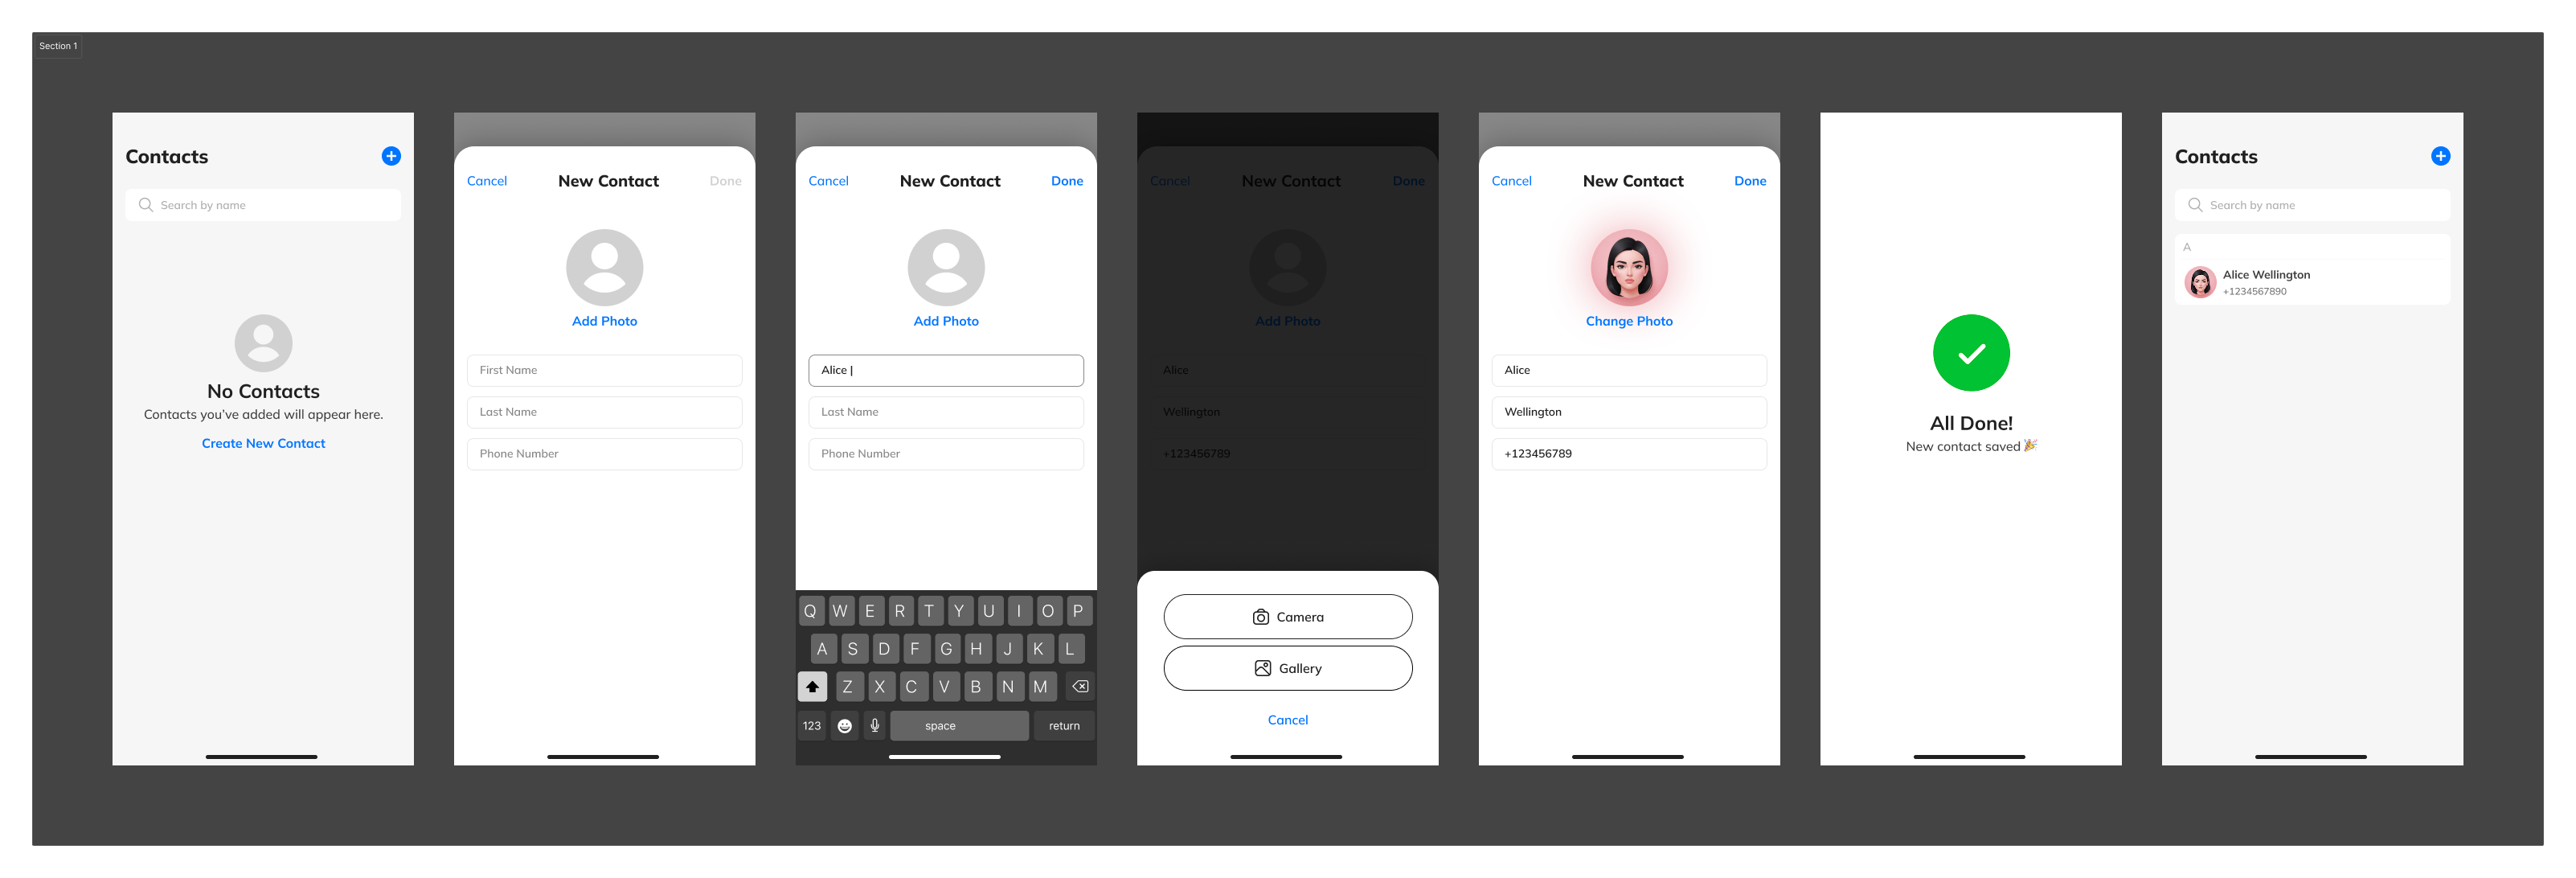 Section 1
Contacts
Search by name
No Contacts
Contacts you've added will appear here.
Create New Contact
Cancel New Contact Done
Add Photo
First Name
Last Name
Phone Number
Cancel New Contact Done
Add Photo
Alice |
Last Name
Phone Number
Q W E R T Y U I O P
A S D F G H J K L
Z X C V B N M
123 space return
Cancel New Contact Done
Add Photo
Alice
Wellington
+123456789
Camera
Gallery
Cancel
Cancel New Contact Done
Change Photo
Alice
Wellington
+123456789
All Done!
New contact saved 🎉
Contacts
Search by name
A
Alice Wellington
+1234567890